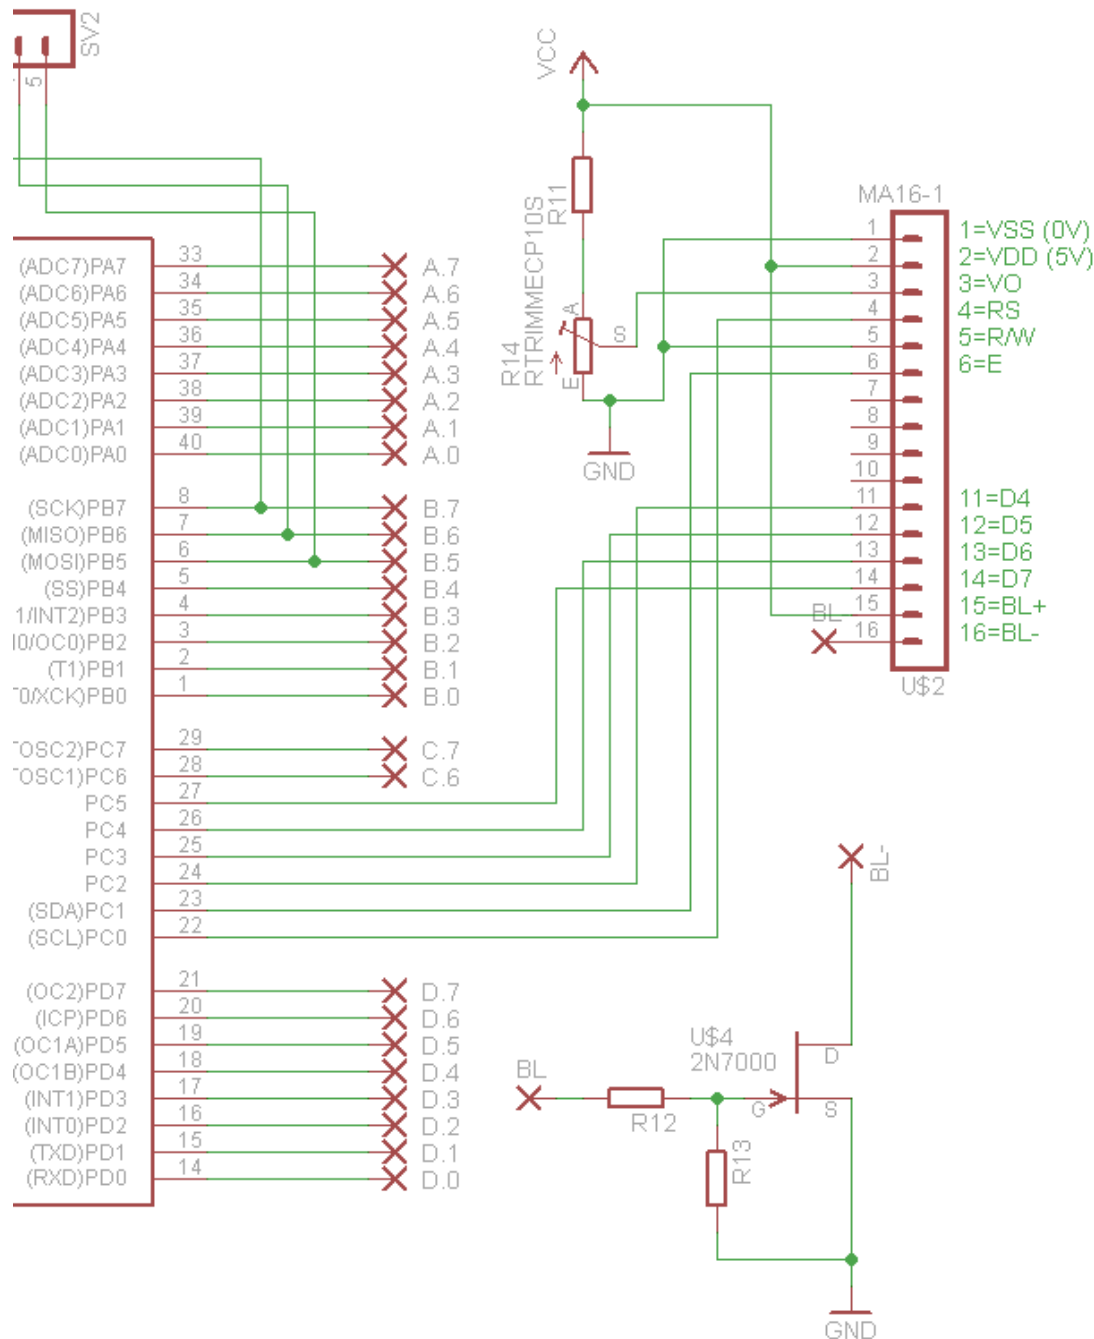 SV2
5
VCC
R11
R14
RTRIMMECP10S
A
S
E
GND
MA16-1
1 1=VSS (0V)
2 2=VDD (5V)
3 3=VO
4 4=RS
5 5=R/W
6 6=E
7
8
9
10
11 11=D4
12 12=D5
13 13=D6
14 14=D7
15 15=BL+
16 16=BL-
BL
U$2
(ADC7)PA7 33 A.7
(ADC6)PA6 34 A.6
(ADC5)PA5 35 A.5
(ADC4)PA4 36 A.4
(ADC3)PA3 37 A.3
(ADC2)PA2 38 A.2
(ADC1)PA1 39 A.1
(ADC0)PA0 40 A.0
(SCK)PB7 8 B.7
(MISO)PB6 7 B.6
(MOSI)PB5 6 B.5
(SS)PB4 5 B.4
1/INT2)PB3 4 B.3
10/OC0)PB2 3 B.2
(T1)PB1 2 B.1
T0/XCK)PB0 1 B.0
TOSC2)PC7 29 C.7
TOSC1)PC6 28 C.6
PC5 27
PC4 26
PC3 25
PC2 24
(SDA)PC1 23
(SCL)PC0 22
(OC2)PD7 21 D.7
(ICP)PD6 20 D.6
(OC1A)PD5 19 D.5
(OC1B)PD4 18 D.4
(INT1)PD3 17 D.3
(INT0)PD2 16 D.2
(TXD)PD1 15 D.1
(RXD)PD0 14 D.0
BL-
U$4
2N7000
D
G
S
BL
R12
R13
GND